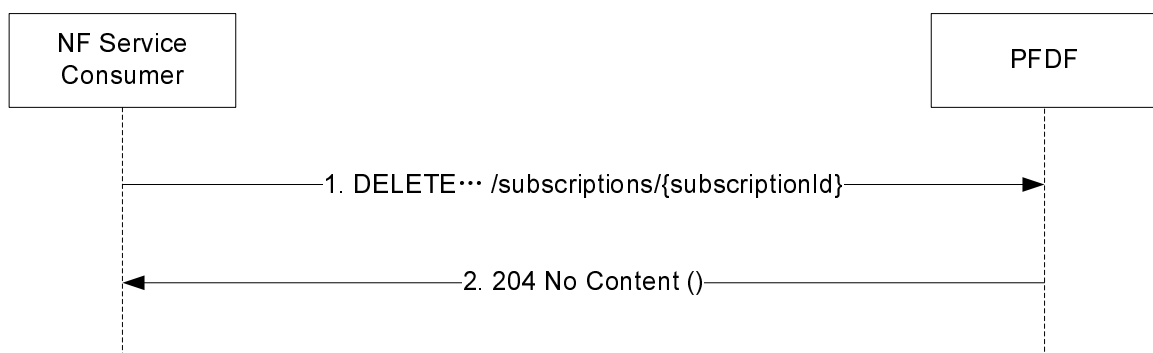 NF Service
Consumer
PFDF
1. DELETE··· /subscriptions/{subscriptionId}
2. 204 No Content ()